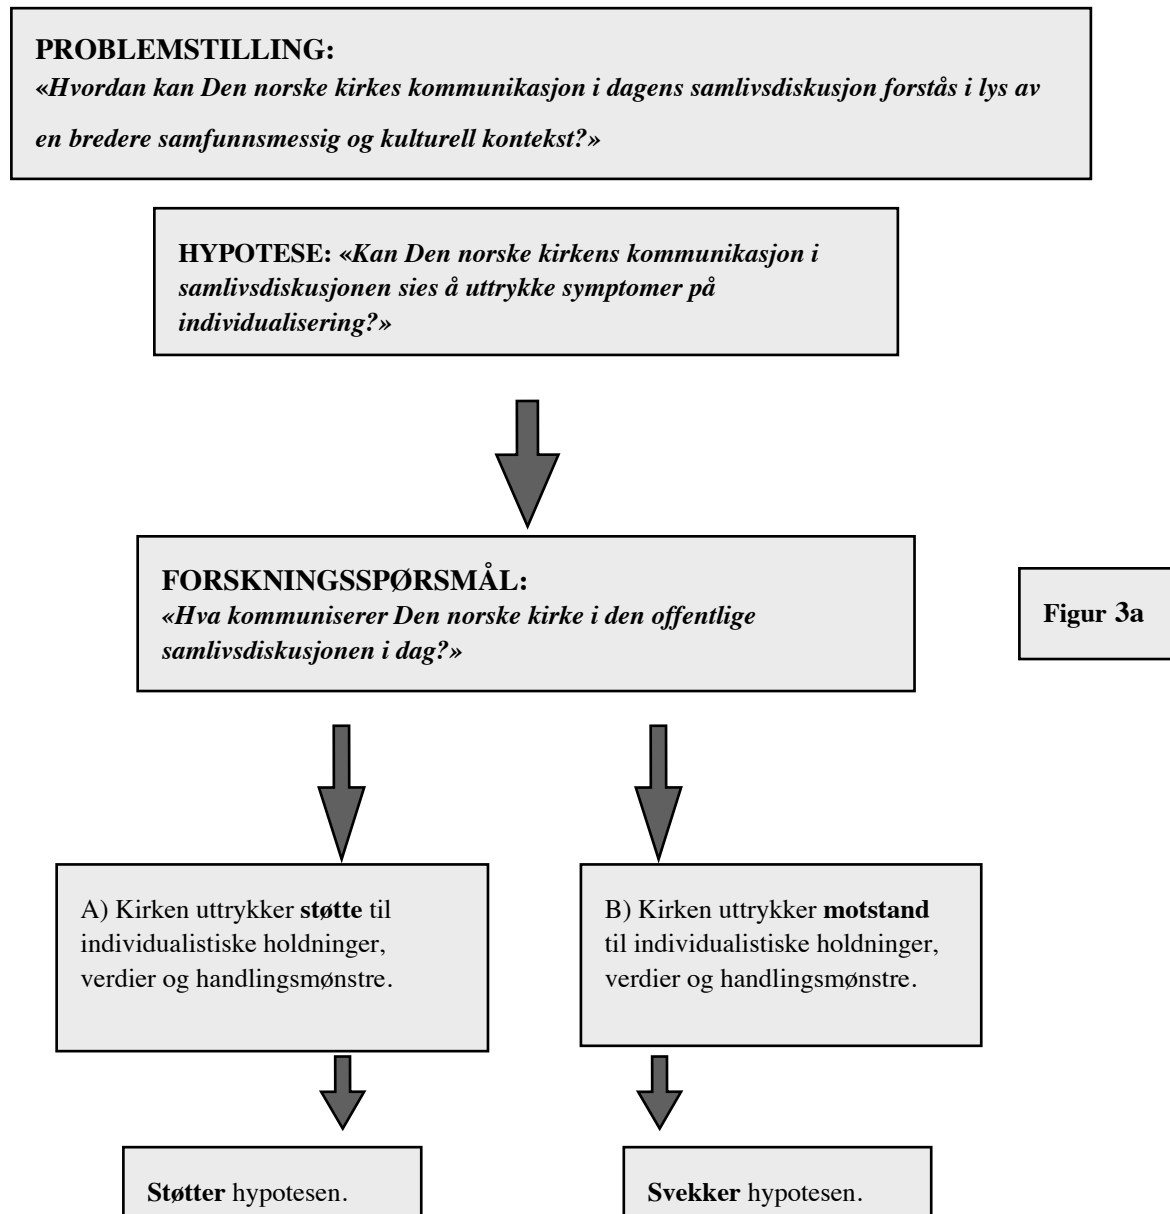 PROBLEMSTILLING:
«Hvordan kan Den norske kirkes kommunikasjon i dagens samlivsdiskusjon forstås i lys av
en bredere samfunnsmessig og kulturell kontekst?»
HYPOTESE: «Kan Den norske kirkens kommunikasjon i
samlivsdiskusjonen sies å uttrykke symptomer på
individualisering?»
FORSKNINGSSPØRSMÅL:
«Hva kommuniserer Den norske kirke i den offentlige
samlivsdiskusjonen i dag?»
Figur 3a
A) Kirken uttrykker støtte til
individualistiske holdninger,
verdier og handlingsmønstre.
B) Kirken uttrykker motstand
til individualistiske holdninger,
verdier og handlingsmønstre.
Støtter hypotesen.
Svekker hypotesen.